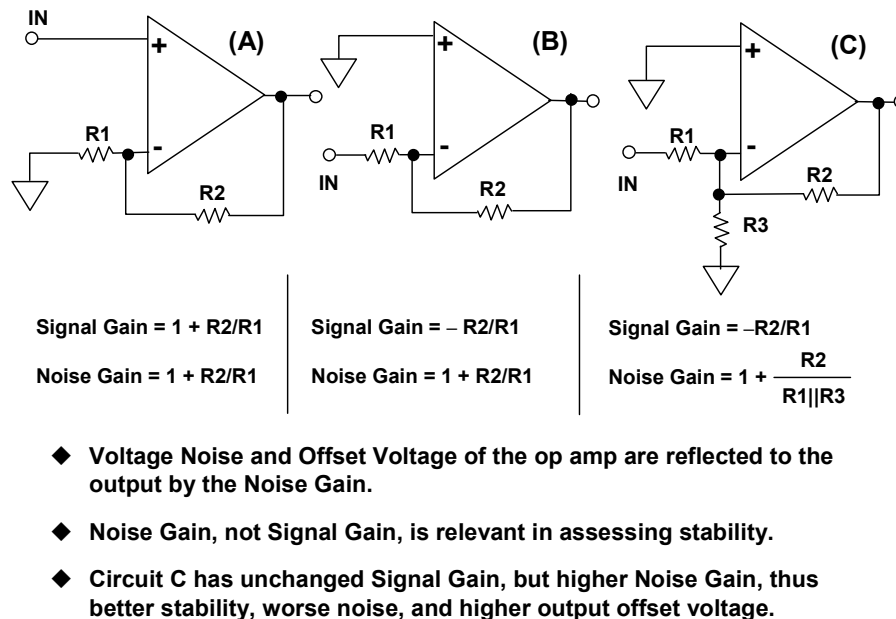 IN
+
(A)
R1
-
R2
+
(B)
R1
-
IN
R2
+
(C)
R1
-
IN
R2
R3
Signal Gain = 1 + R2/R1
Noise Gain = 1 + R2/R1
Signal Gain = – R2/R1
Noise Gain = 1 + R2/R1
Signal Gain = –R2/R1
Noise Gain = 1 + R2
R1||R3
◆ Voltage Noise and Offset Voltage of the op amp are reflected to the
output by the Noise Gain.
◆ Noise Gain, not Signal Gain, is relevant in assessing stability.
◆ Circuit C has unchanged Signal Gain, but higher Noise Gain, thus
better stability, worse noise, and higher output offset voltage.